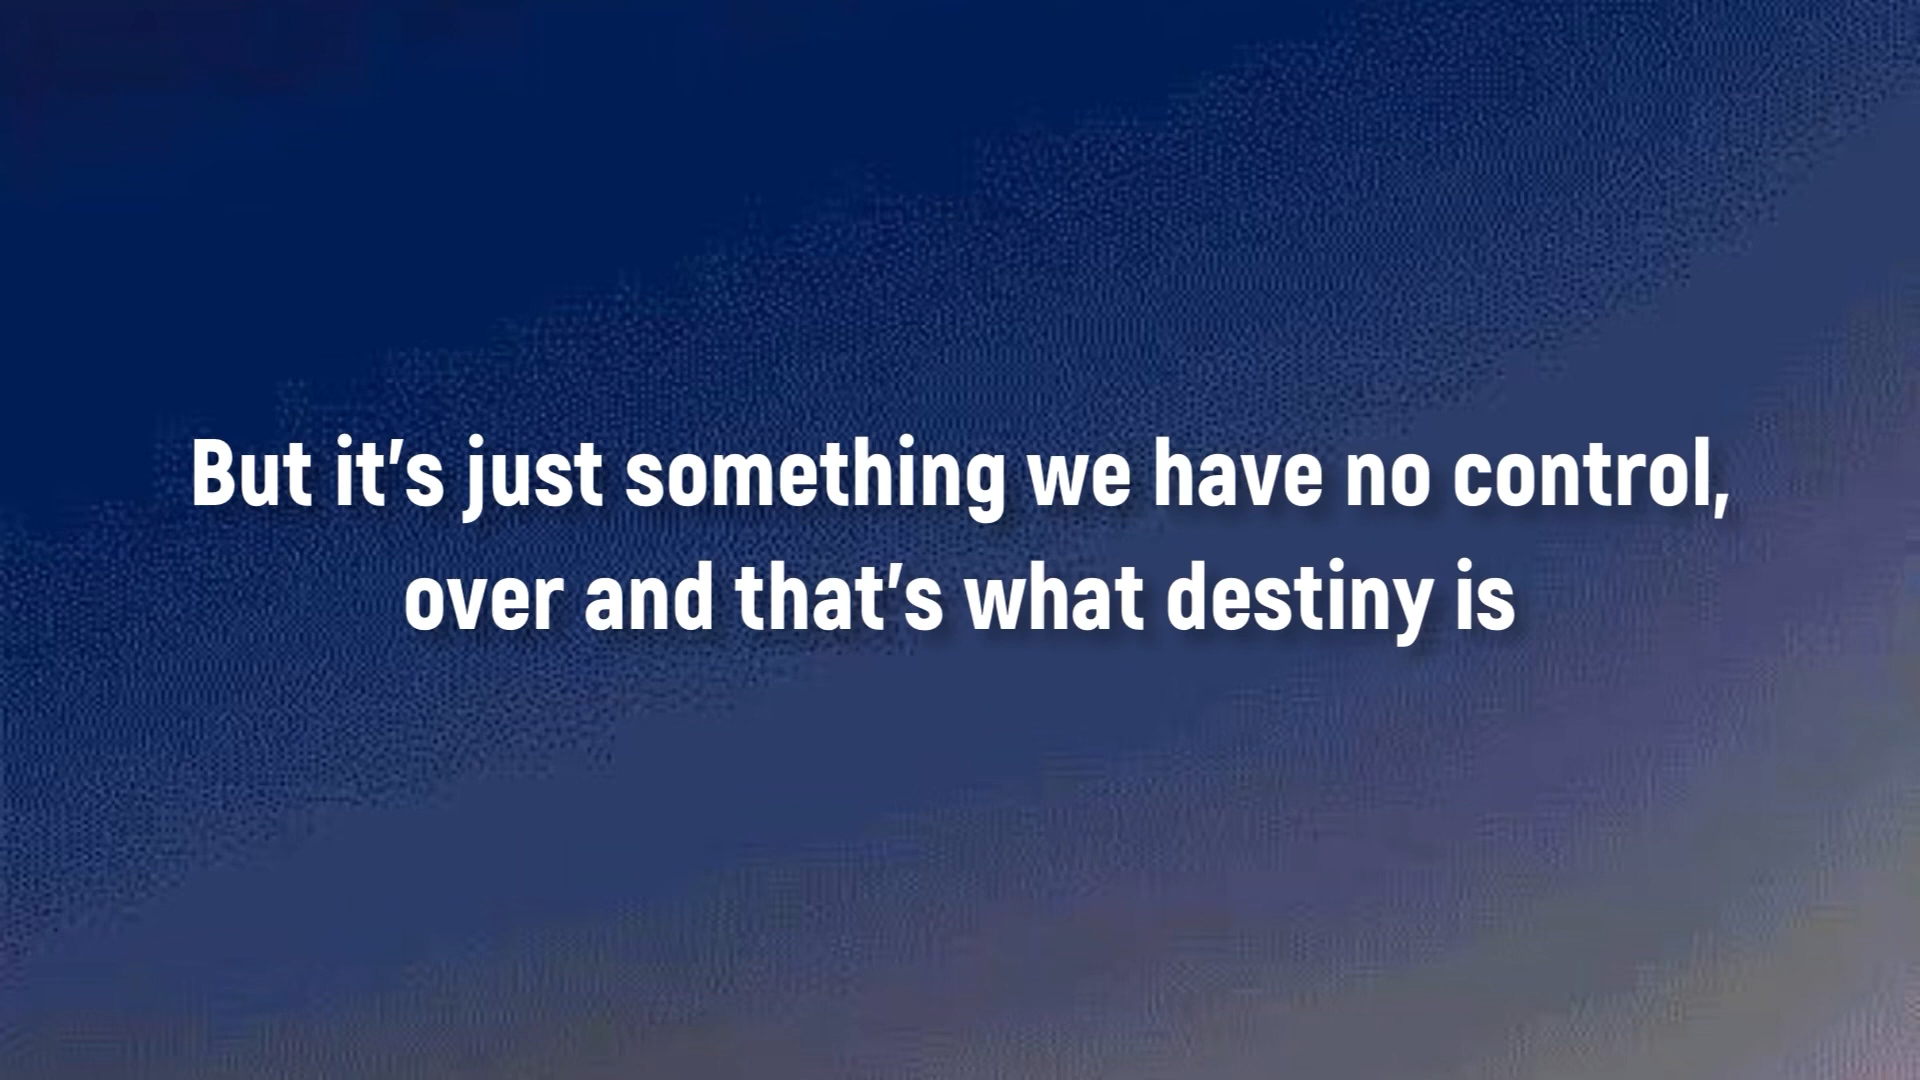 But it's just something we have no control,
over and that's what destiny is